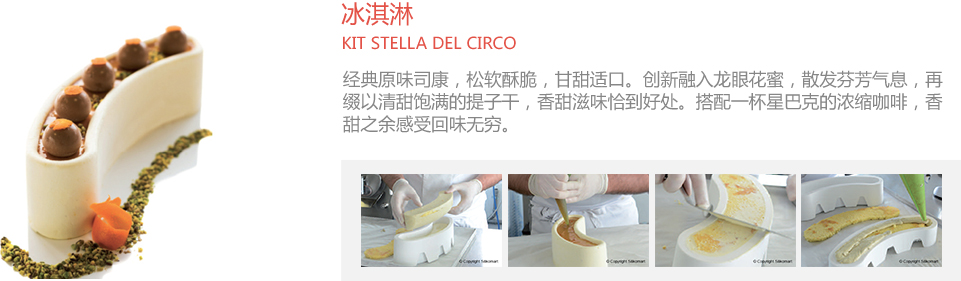 冰淇淋
KIT STELLA DEL CIRCO
经典原味司康，松软酥脆，甘甜适口。创新融入龙眼花蜜，散发芬芳气息，再
缀以清甜饱满的提子干，香甜滋味恰到好处。搭配一杯星巴克的浓缩咖啡，香
甜之余感受回味无穷。
© Copyright Silikomart
© Copyright Silikomart
© Copyright Silikomart
© Copyright Silikomart